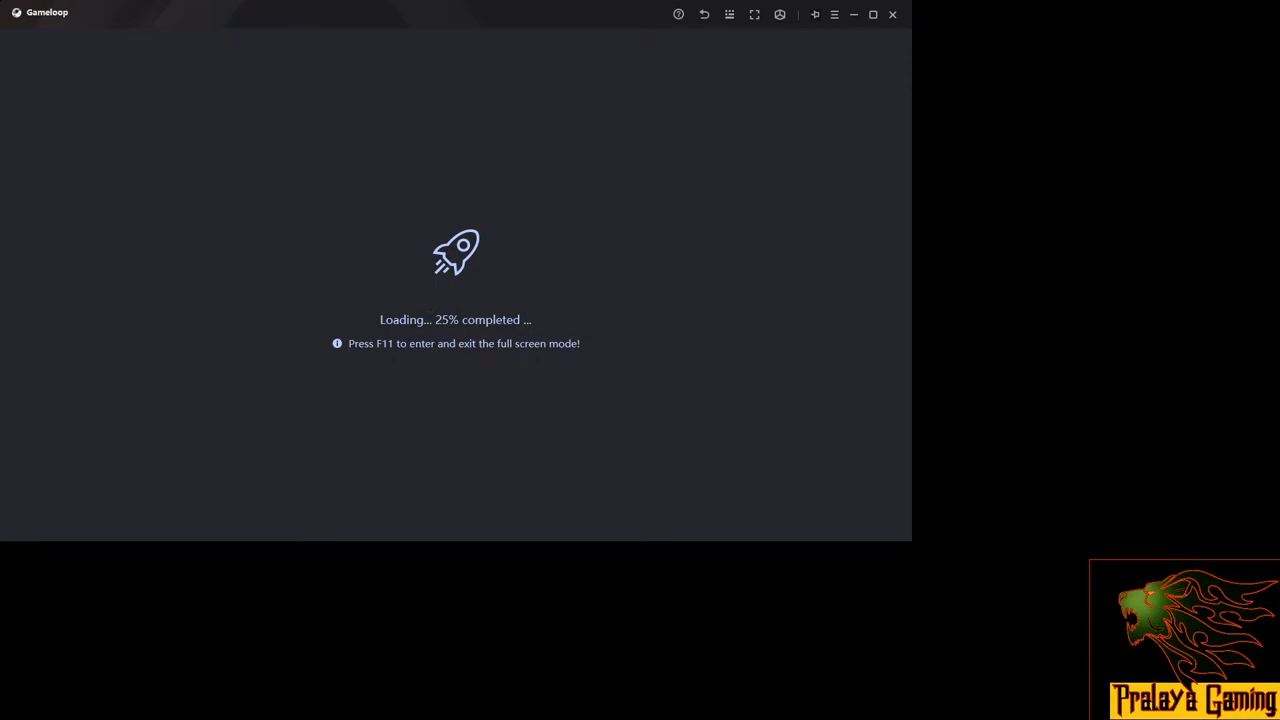 Gameloop
Loading... 25% completed ...
Press F11 to enter and exit the full screen mode!
Pralaya Gaming